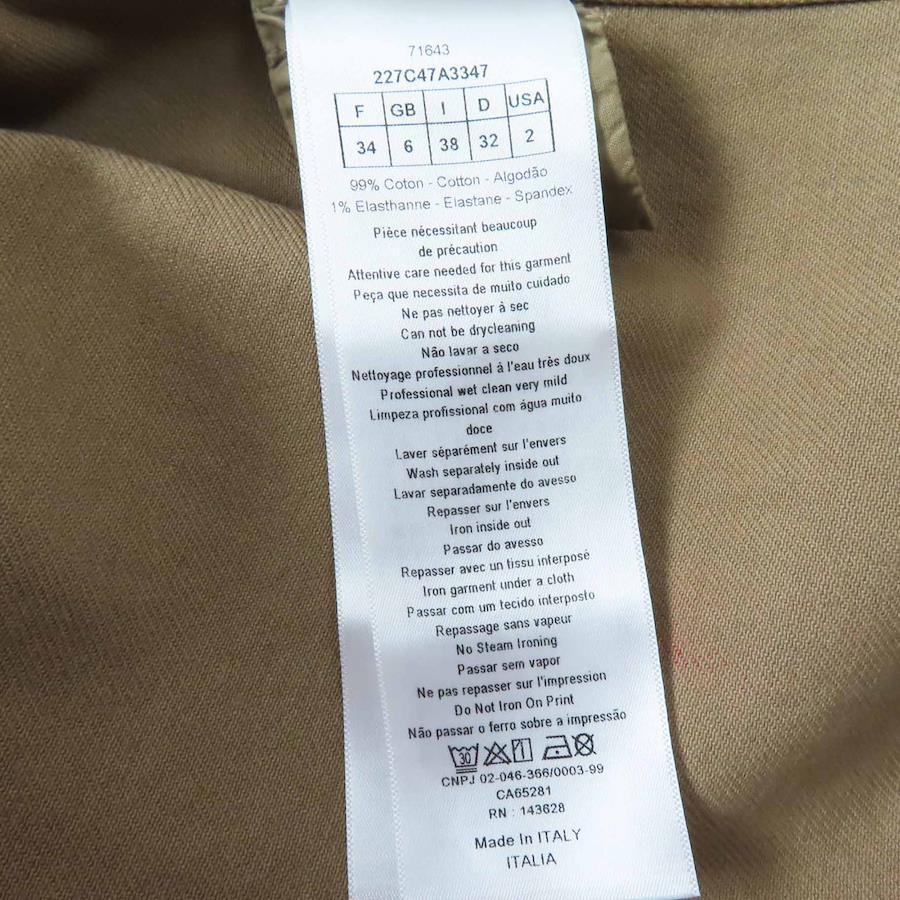 71643
227C47A3347
F GB I D USA
34 6 38 32 2
99% Coton - Cotton - Algodão
1% Elasthanne - Elastane - Spandex
Pièce nécessitant beaucoup
de précaution
Attentive care needed for this garment
Peça que necessita de muito cuidado
Ne pas nettoyer à sec
Can not be drycleaning
Não lavar a seco
Nettoyage professionnel à l'eau très doux
Professional wet clean very mild
Limpeza profissional com água muito
doce
Laver séparément sur l'envers
Wash separately inside out
Lavar separadamente do avesso
Repasser sur l'envers
Iron inside out
Passar do avesso
Repasser avec un tissu interposé
Iron garment under a cloth
Passar com um tecido interposto
Repassage sans vapeur
No Steam Ironing
Passar sem vapor
Ne pas repasser sur l'impression
Do Not Iron On Print
Não passar o ferro sobre a impressão
30
CNPJ 02-046-366/0003-99
CA65281
RN : 143628
Made In ITALY
ITALIA